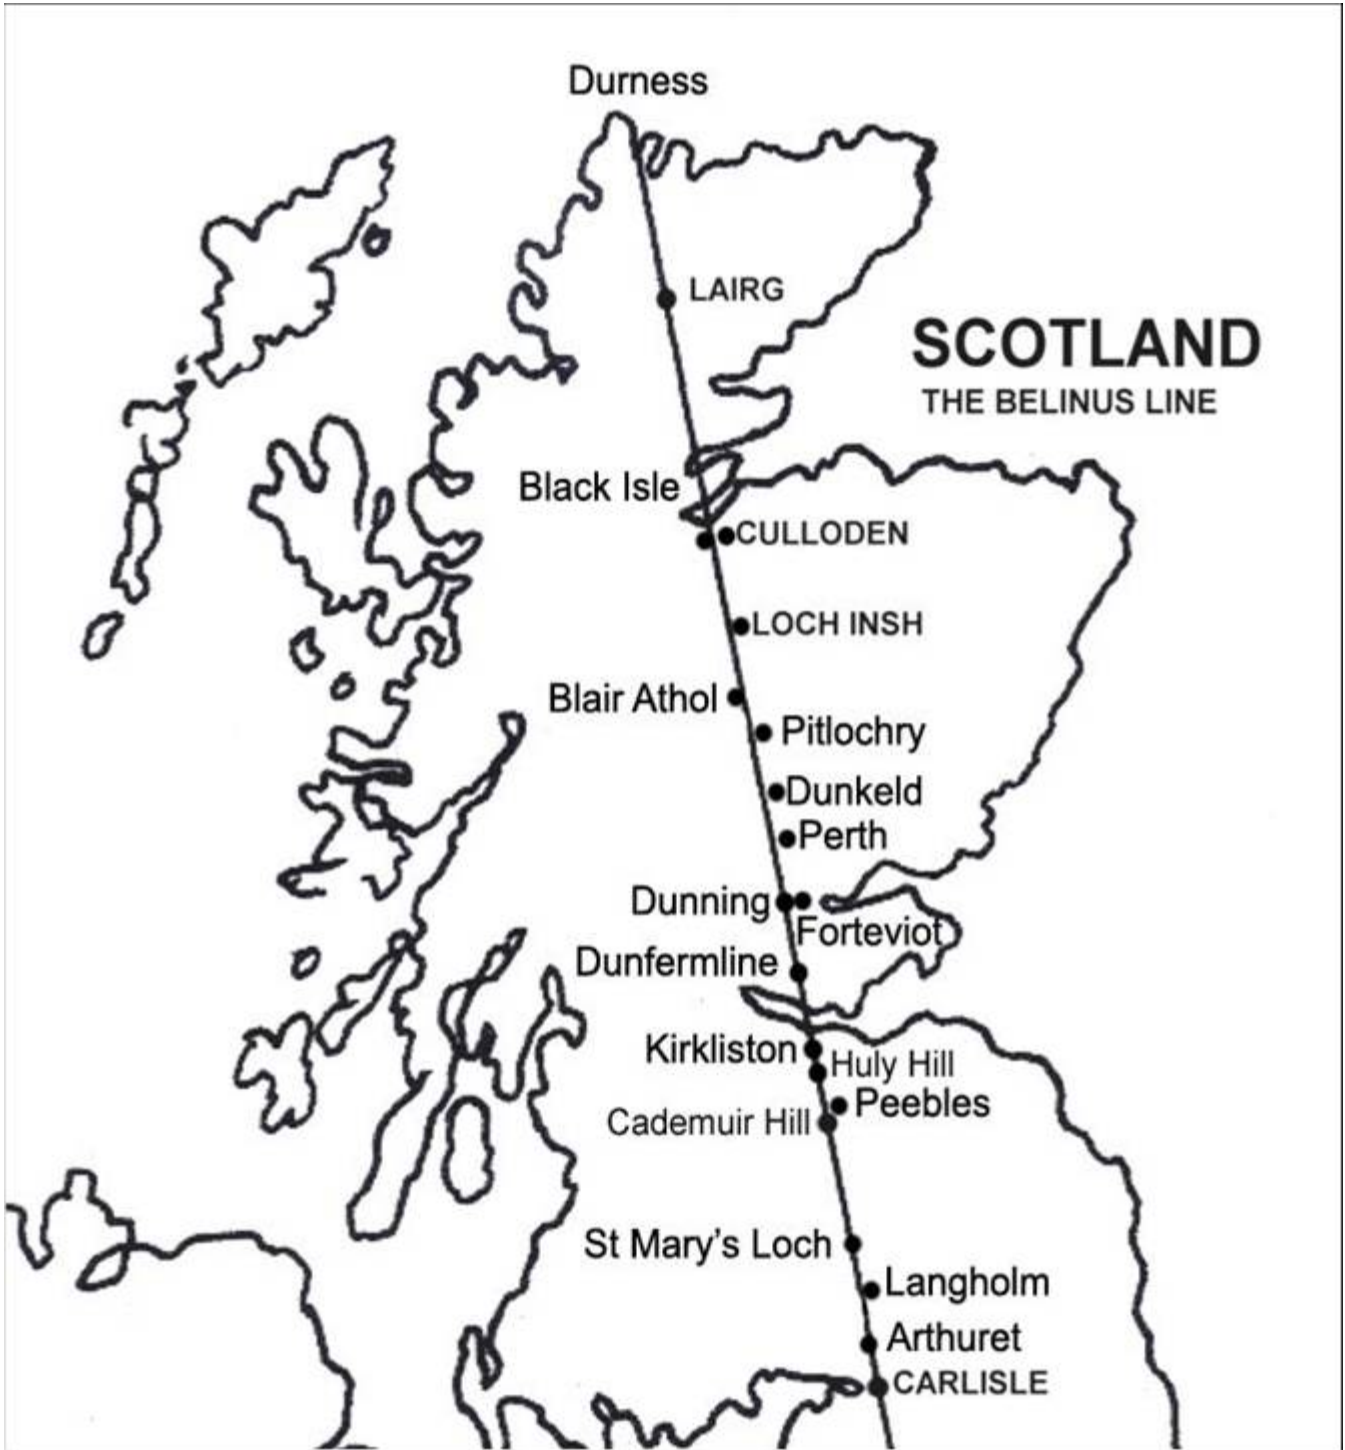 Durness
LAIRG
SCOTLAND
THE BELINUS LINE
Black Isle
CULLODEN
LOCH INSH
Blair Athol
Pitlochry
Dunkeld
Perth
Dunning
Forteviot
Dunfermline
Kirkliston
Huly Hill
Peebles
Cademuir Hill
St Mary's Loch
Langholm
Arthuret
CARLISLE